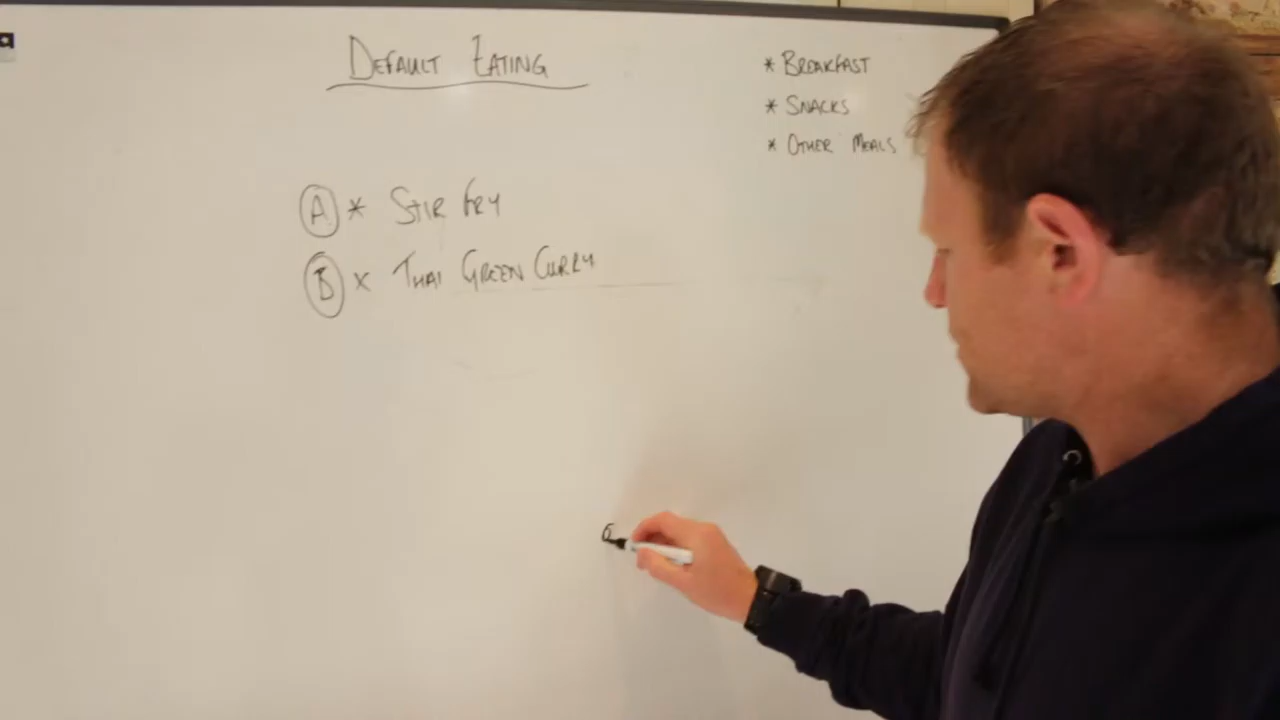 DEFAULT EATING
* BREAKFAST
* SNACKS
* OTHER MEALS
A * STIR FRY
B x THAI GREEN CURRY